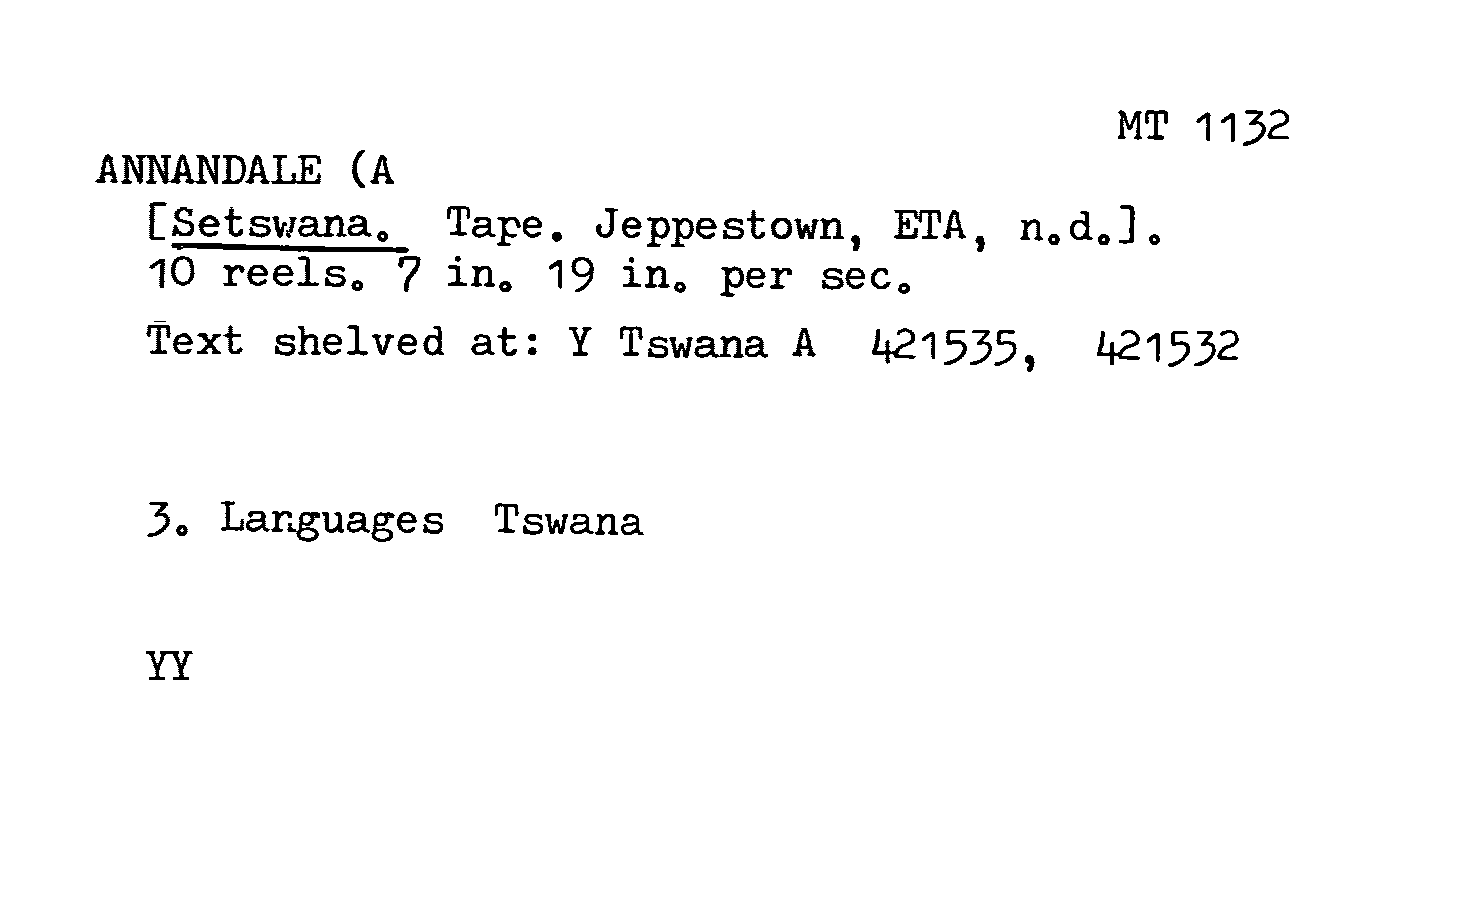 MT 1132
ANNANDALE (A
[Setswana. Tape. Jeppestown, ETA, n.d.].
10 reels. 7 in. 19 in. per sec.
Text shelved at: Y Tswana A 421535, 421532
3. Languages Tswana
YY